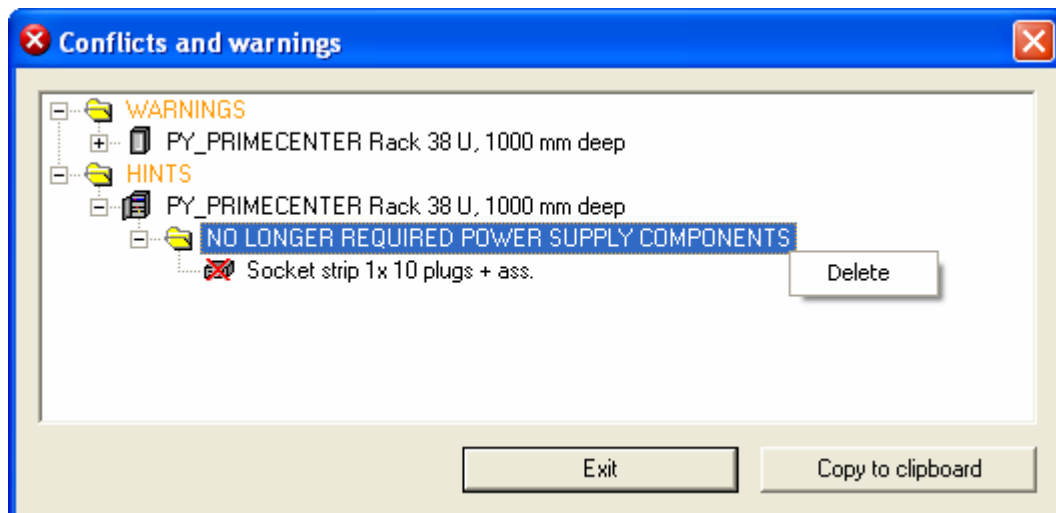 Conflicts and warnings
WARNINGS
PY_PRIMECENTER Rack 38 U, 1000 mm deep
HINTS
PY_PRIMECENTER Rack 38 U, 1000 mm deep
NO LONGER REQUIRED POWER SUPPLY COMPONENTS
Socket strip 1x 10 plugs + ass.
Delete
Exit
Copy to clipboard